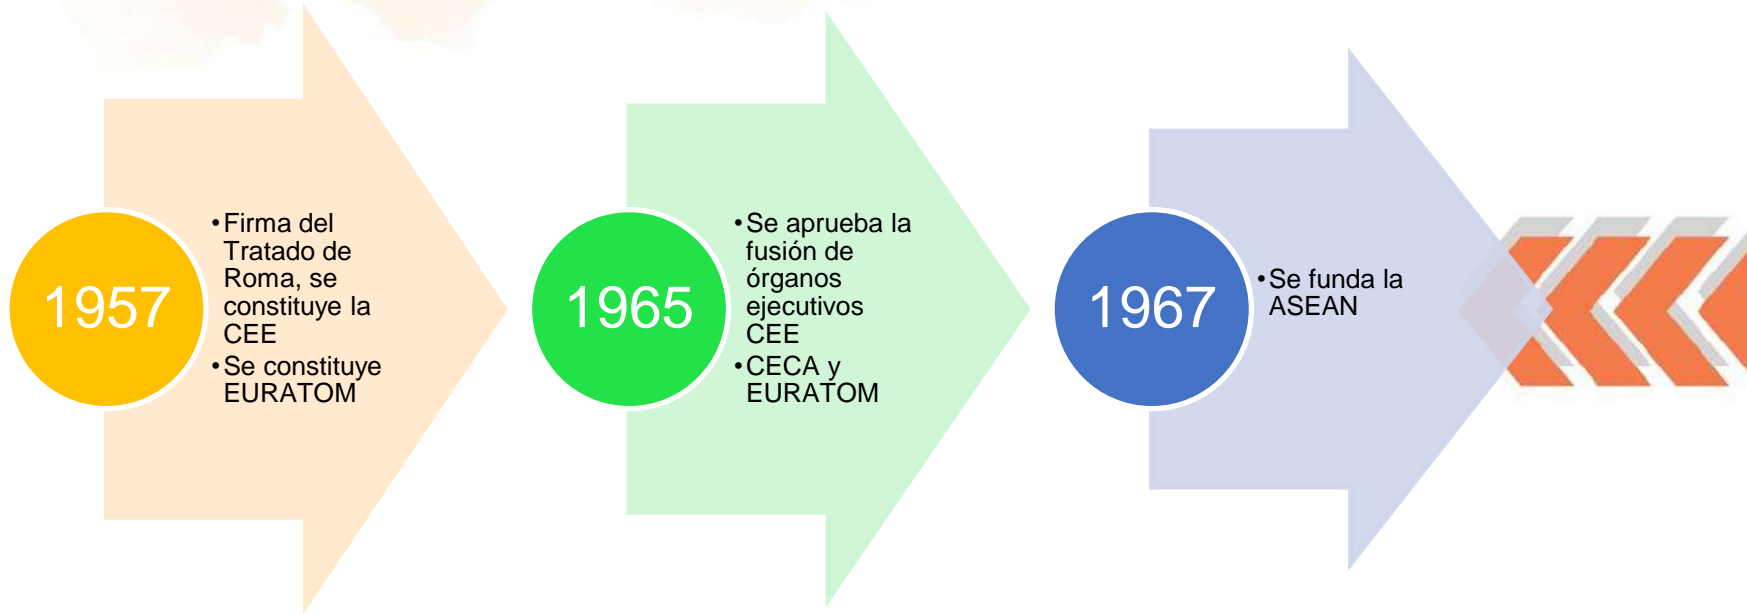 1957
•Firma del
Tratado de
Roma, se
constituye la
CEE
•Se constituye
EURATOM
1965
•Se aprueba la
fusión de
órganos
ejecutivos
CEE
•CECA y
EURATOM
1967
•Se funda la
ASEAN